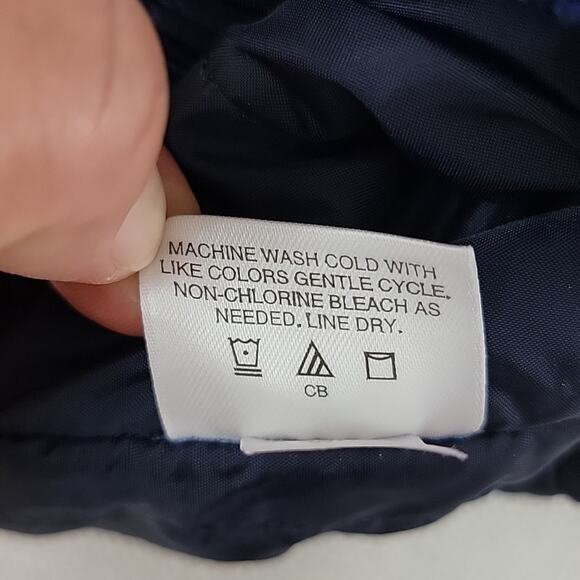 MACHINE WASH COLD WITH
LIKE COLORS GENTLE CYCLE.
NON-CHLORINE BLEACH AS
NEEDED. LINE DRY.
CB